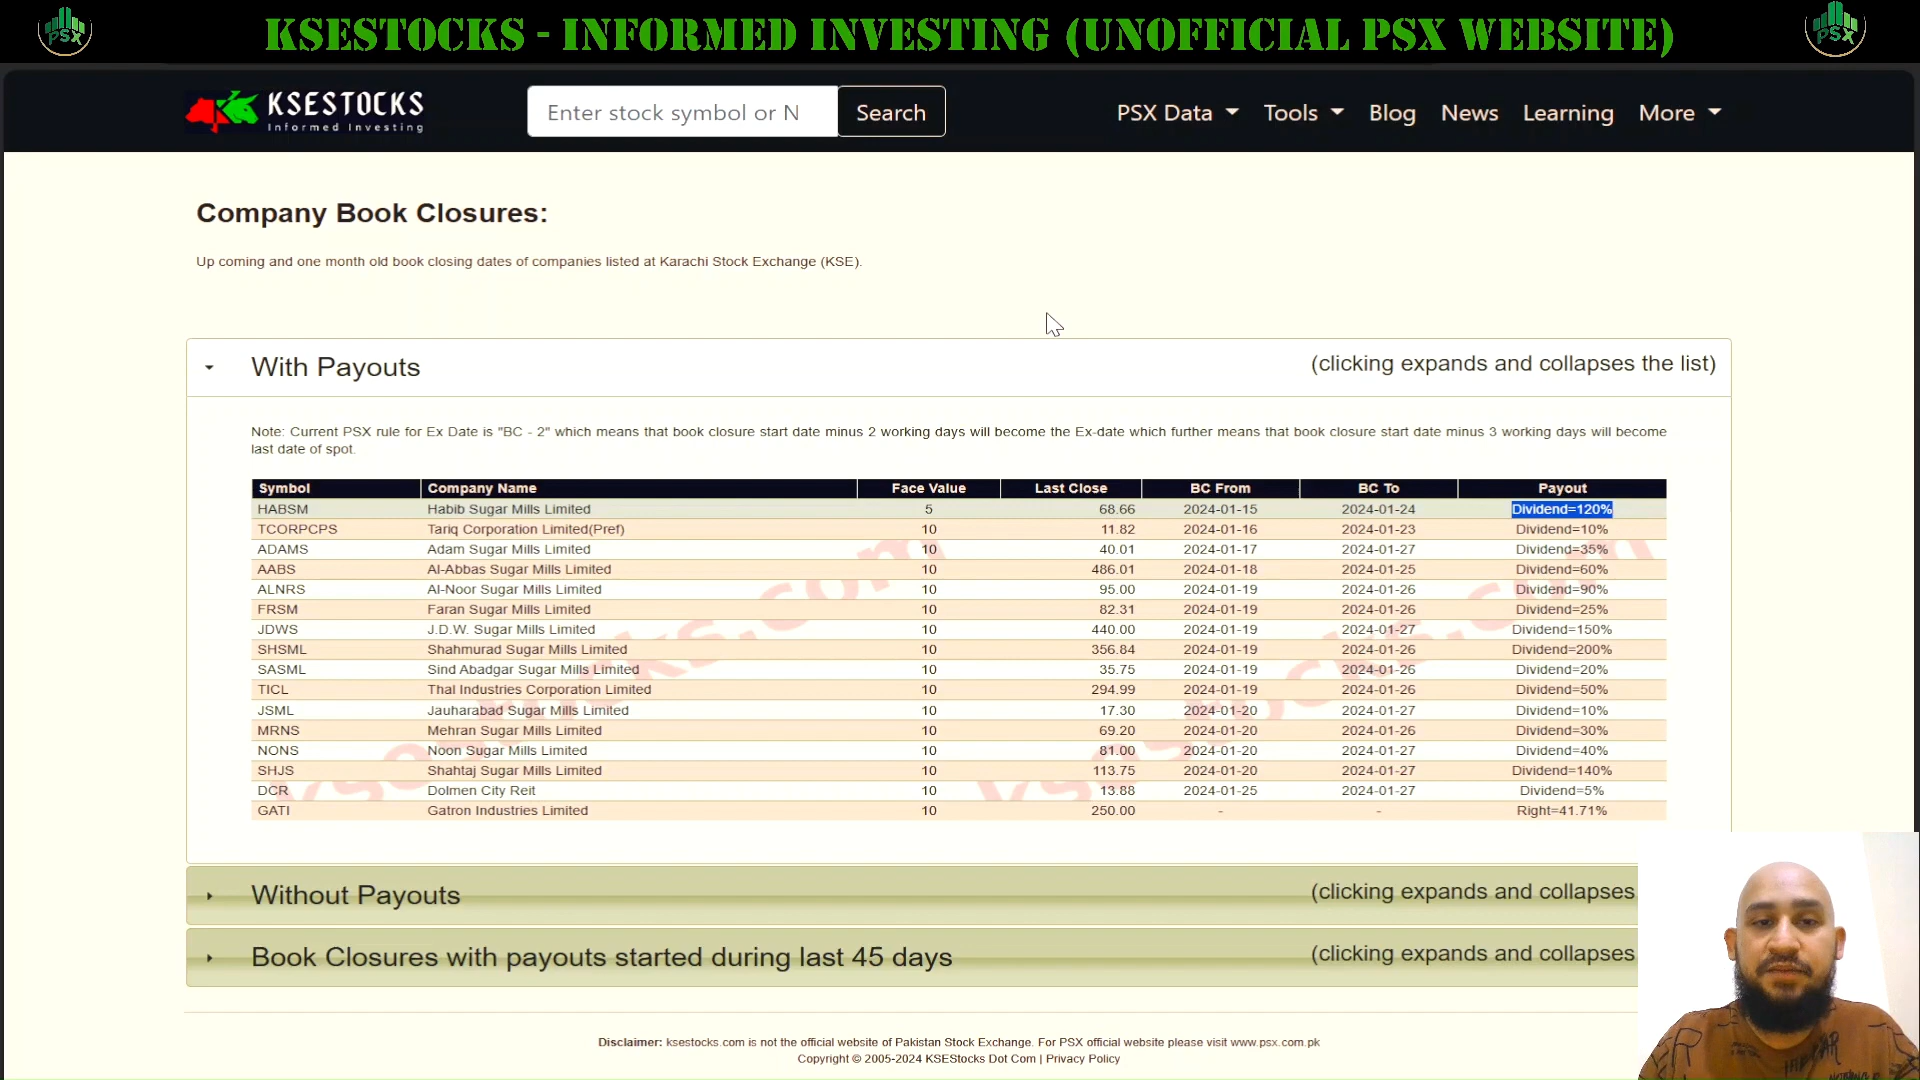 PSX KSESTOCKS - INFORMED INVESTING (UNOFFICIAL PSX WEBSITE) PSX
KSESTOCKS
Informed Investing
Enter stock symbol or N Search PSX Data Tools Blog News Learning More
Company Book Closures:
Up coming and one month old book closing dates of companies listed at Karachi Stock Exchange (KSE).
With Payouts (clicking expands and collapses the list)
Note: Current PSX rule for Ex Date is "BC - 2" which means that book closure start date minus 2 working days will become the Ex-date which further means that book closure start date minus 3 working days will become
last date of spot.
Symbol Company Name Face Value Last Close BC From BC To Payout
HABSM Habib Sugar Mills Limited 5 68.66 2024-01-15 2024-01-24 Dividend=120%
TCORPCPS Tariq Corporation Limited(Pref) 10 11.82 2024-01-16 2024-01-23 Dividend=10%
ADAMS Adam Sugar Mills Limited 10 40.01 2024-01-17 2024-01-27 Dividend=35%
AABS Al-Abbas Sugar Mills Limited 10 486.01 2024-01-18 2024-01-25 Dividend=60%
ALNRS Al-Noor Sugar Mills Limited 10 95.00 2024-01-19 2024-01-26 Dividend=90%
FRSM Faran Sugar Mills Limited 10 82.31 2024-01-19 2024-01-26 Dividend=25%
JDWS J.D.W. Sugar Mills Limited 10 440.00 2024-01-19 2024-01-27 Dividend=150%
SHSML Shahmurad Sugar Mills Limited 10 356.84 2024-01-19 2024-01-26 Dividend=200%
SASML Sind Abadgar Sugar Mills Limited 10 35.75 2024-01-19 2024-01-26 Dividend=20%
TICL Thal Industries Corporation Limited 10 294.99 2024-01-19 2024-01-26 Dividend=50%
JSML Jauharabad Sugar Mills Limited 10 17.30 2024-01-20 2024-01-27 Dividend=10%
MRNS Mehran Sugar Mills Limited 10 69.20 2024-01-20 2024-01-26 Dividend=30%
NONS Noon Sugar Mills Limited 10 81.00 2024-01-20 2024-01-27 Dividend=40%
SHJS Shahtaj Sugar Mills Limited 10 113.75 2024-01-20 2024-01-27 Dividend=140%
DCR Dolmen City Reit 10 13.88 2024-01-25 2024-01-27 Dividend=5%
GATI Gatron Industries Limited 10 250.00 - - Right=41.71%
ksestocks.com ksestocks.com
Without Payouts (clicking expands and collapses
Book Closures with payouts started during last 45 days (clicking expands and collapses
Disclaimer: ksestocks.com is not the official website of Pakistan Stock Exchange. For PSX official website please visit www.psx.com.pk
Copyright © 2005-2024 KSEStocks Dot Com | Privacy Policy